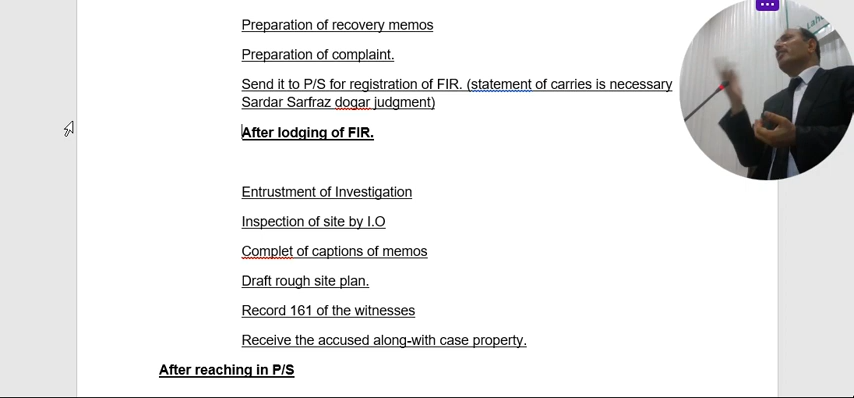 Preparation of recovery memos
Preparation of complaint.
Send it to P/S for registration of FIR. (statement of carries is necessary
Sardar Sarfraz dogar judgment)
After lodging of FIR.
Entrustment of Investigation
Inspection of site by I.O
Complet of captions of memos
Draft rough site plan.
Record 161 of the witnesses
Receive the accused along-with case property.
After reaching in P/S